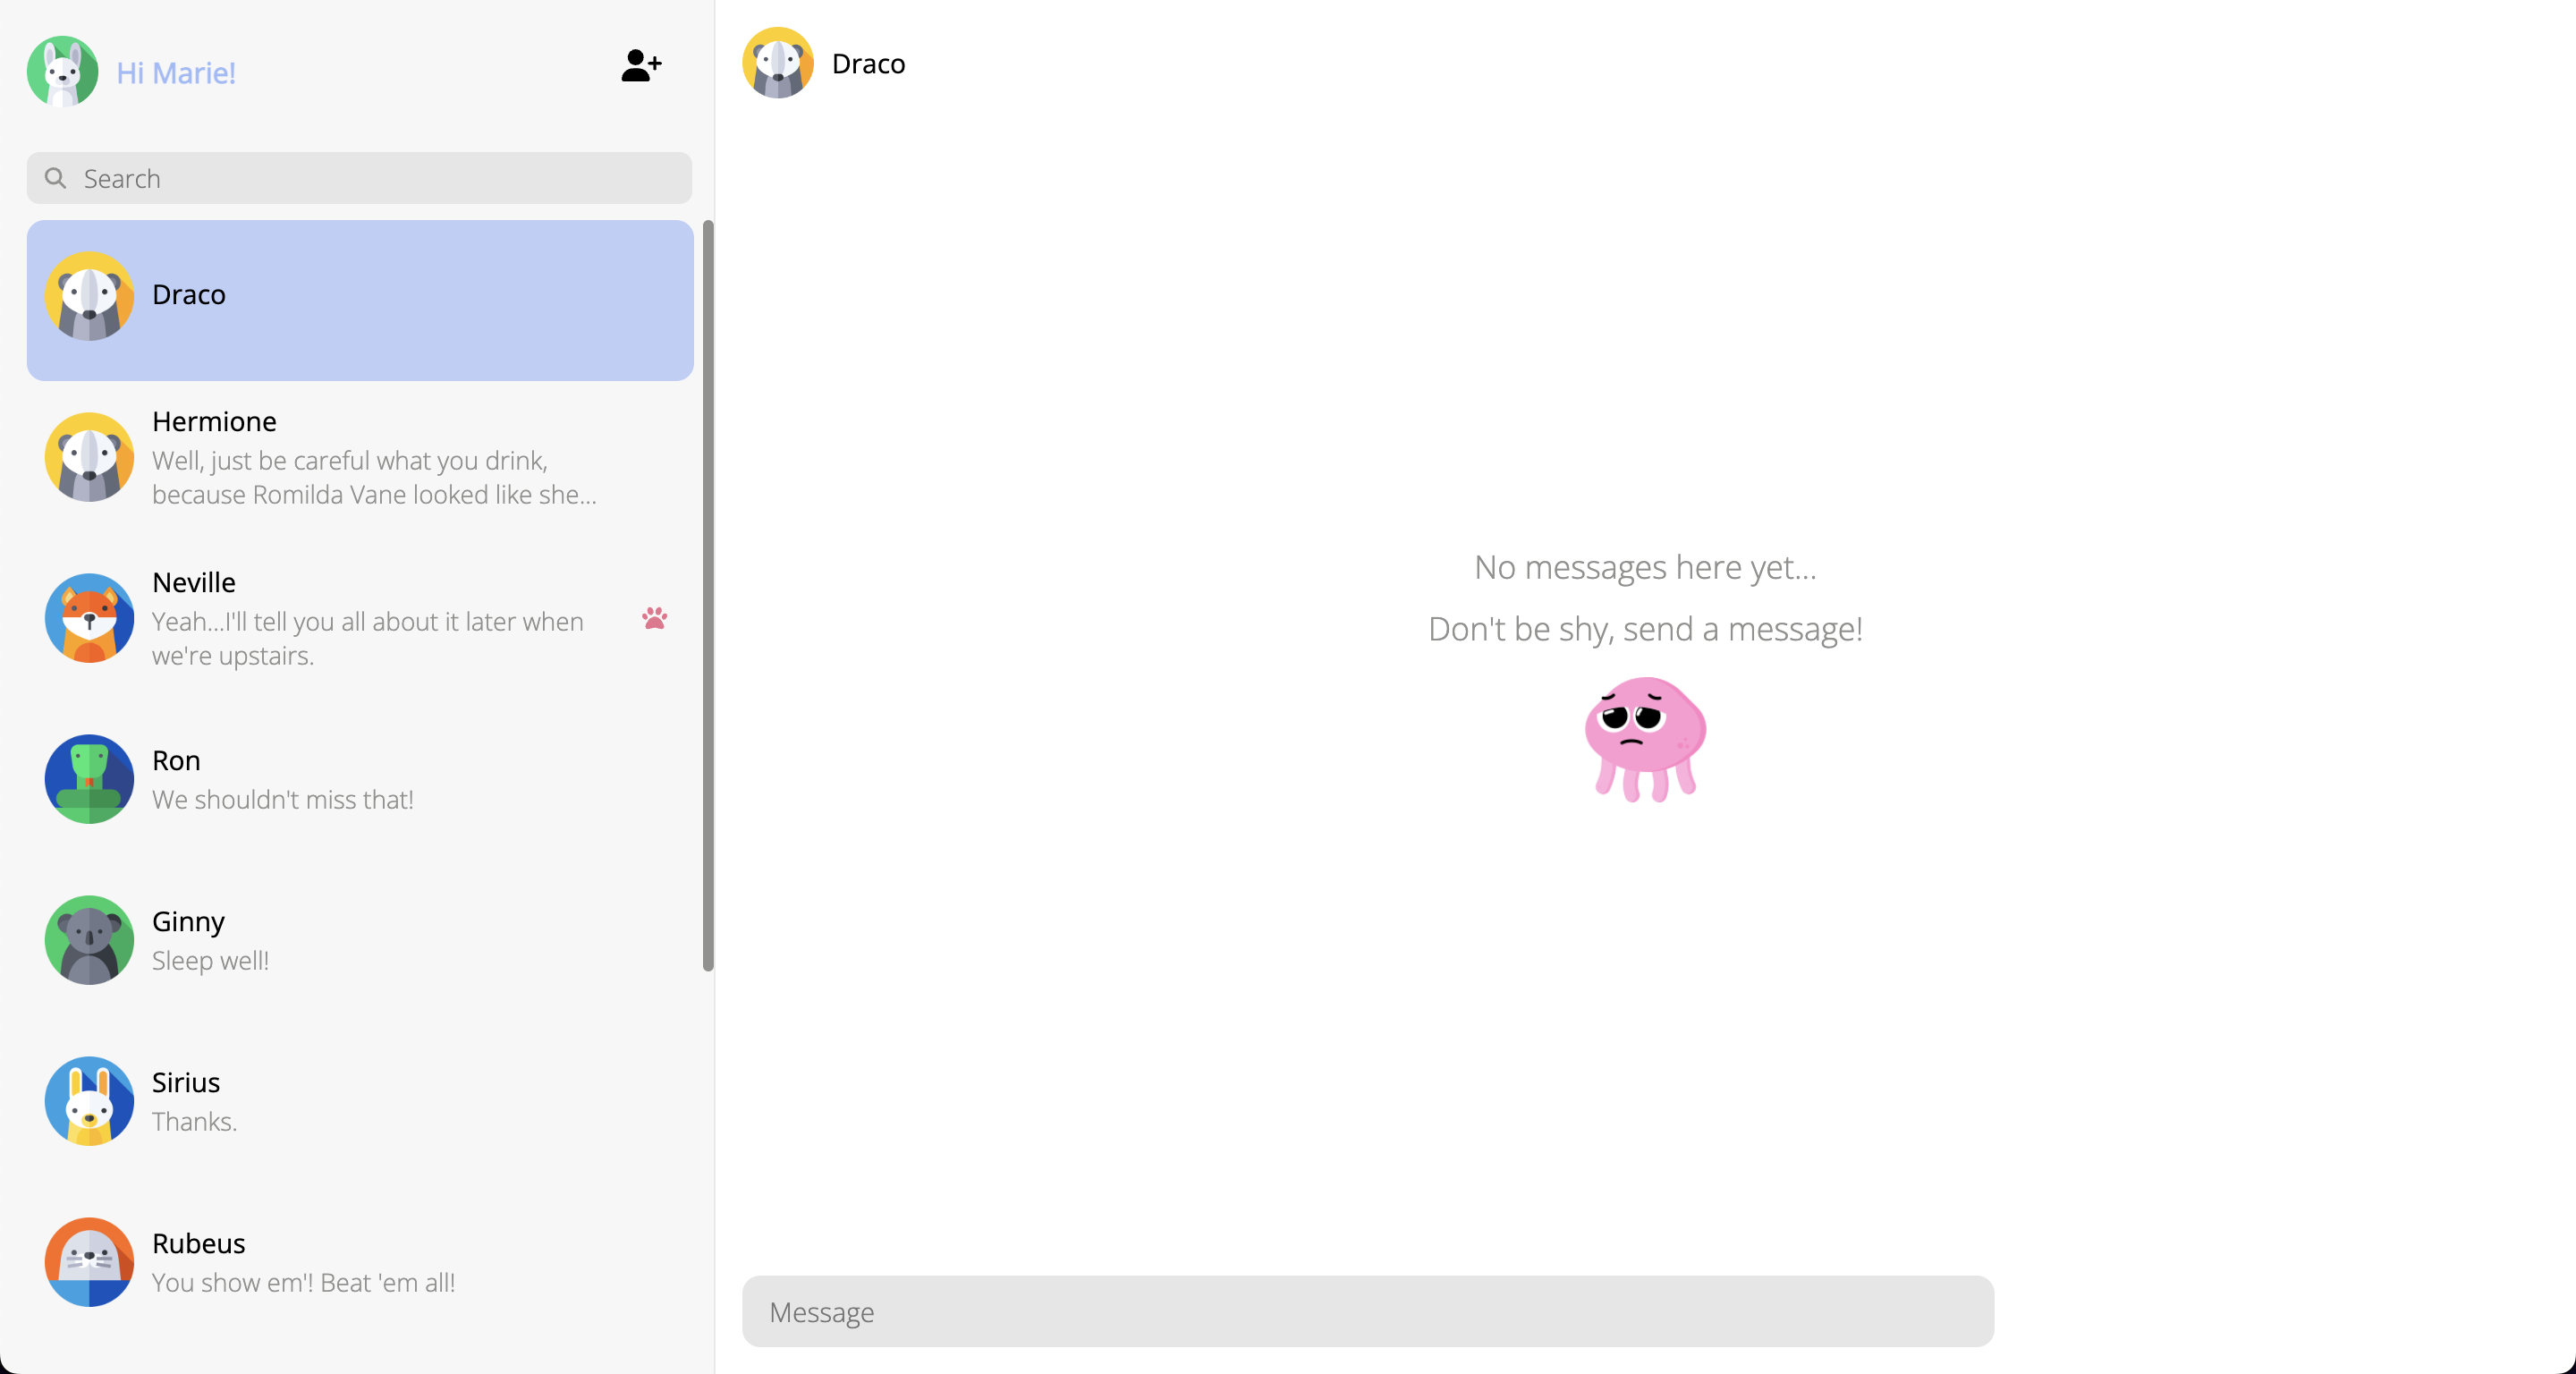 Hi Marie!
Search
Draco
Hermione
Well, just be careful what you drink,
because Romilda Vane looked like she...
Neville
Yeah...I'll tell you all about it later when
we're upstairs.
Ron
We shouldn't miss that!
Ginny
Sleep well!
Sirius
Thanks.
Rubeus
You show em'! Beat 'em all!
Draco
No messages here yet...
Don't be shy, send a message!
Message